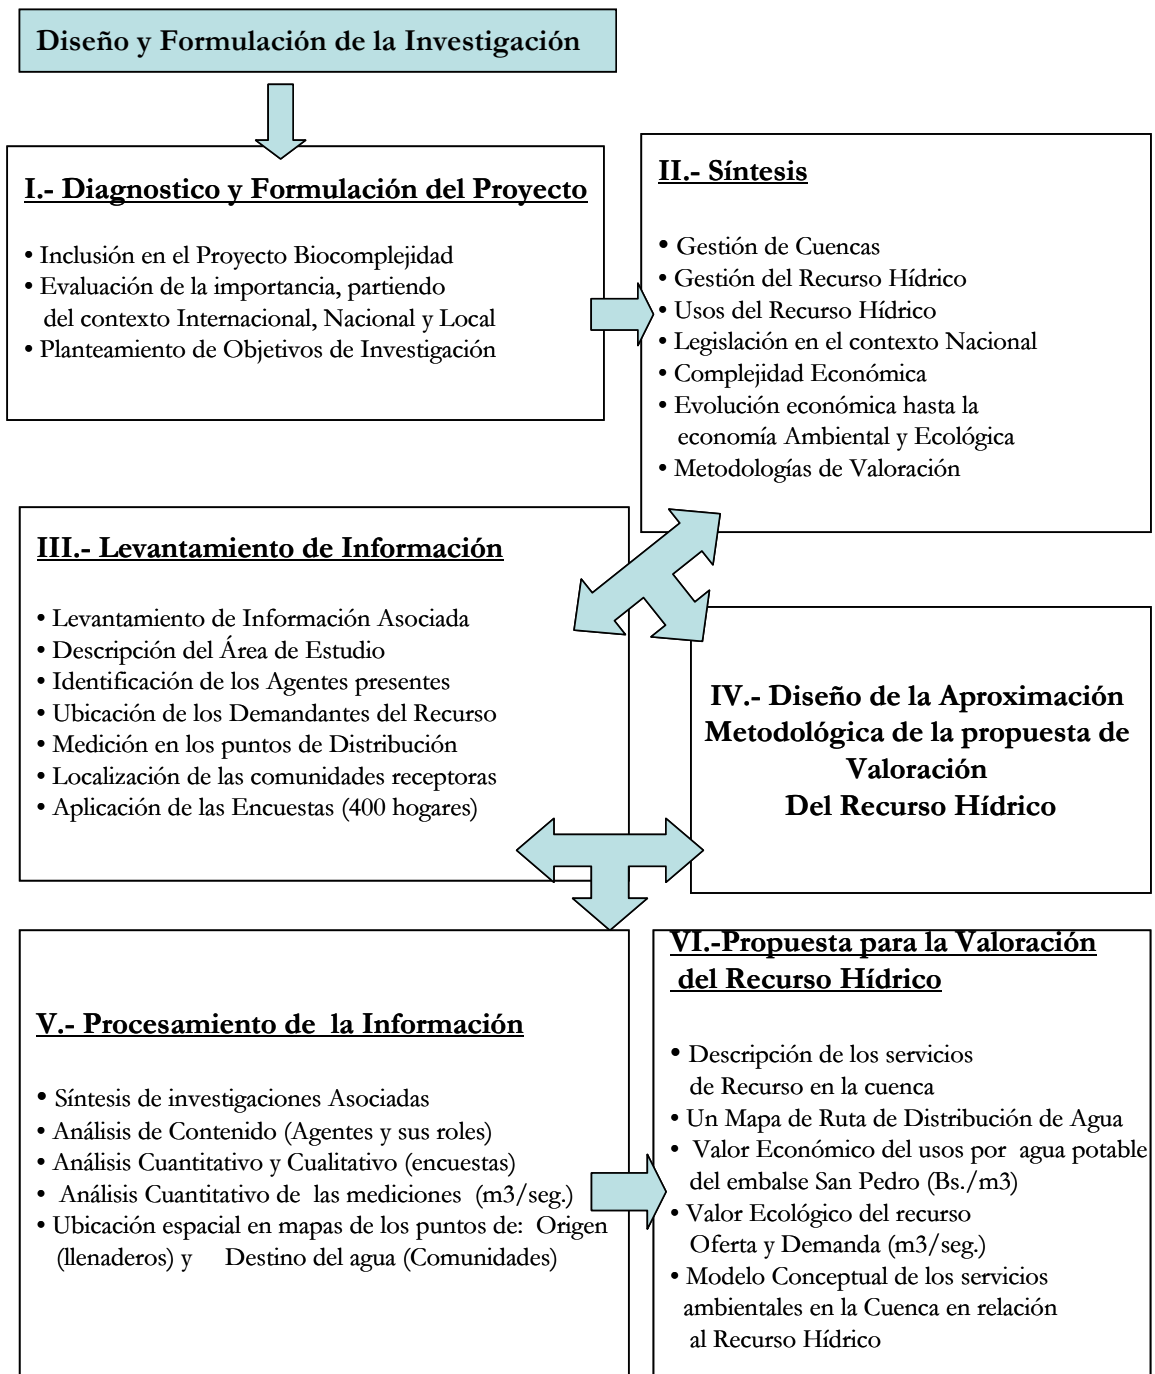 Diseño y Formulación de la Investigación
I.- Diagnostico y Formulación del Proyecto
• Inclusión en el Proyecto Biocomplejidad
• Evaluación de la importancia, partiendo
del contexto Internacional, Nacional y Local
• Planteamiento de Objetivos de Investigación
II.- Síntesis
• Gestión de Cuencas
• Gestión del Recurso Hídrico
• Usos del Recurso Hídrico
• Legislación en el contexto Nacional
• Complejidad Económica
• Evolución económica hasta la
economía Ambiental y Ecológica
• Metodologías de Valoración
III.- Levantamiento de Información
• Levantamiento de Información Asociada
• Descripción del Área de Estudio
• Identificación de los Agentes presentes
• Ubicación de los Demandantes del Recurso
• Medición en los puntos de Distribución
• Localización de las comunidades receptoras
• Aplicación de las Encuestas (400 hogares)
IV.- Diseño de la Aproximación
Metodológica de la propuesta de
Valoración
Del Recurso Hídrico
V.- Procesamiento de la Información
• Síntesis de investigaciones Asociadas
• Análisis de Contenido (Agentes y sus roles)
• Análisis Cuantitativo y Cualitativo (encuestas)
• Análisis Cuantitativo de las mediciones (m3/seg.)
• Ubicación espacial en mapas de los puntos de: Origen
(llenaderos) y Destino del agua (Comunidades)
VI.-Propuesta para la Valoración
del Recurso Hídrico
• Descripción de los servicios
de Recurso en la cuenca
• Un Mapa de Ruta de Distribución de Agua
• Valor Económico del usos por agua potable
del embalse San Pedro (Bs./m3)
• Valor Ecológico del recurso
Oferta y Demanda (m3/seg.)
• Modelo Conceptual de los servicios
ambientales en la Cuenca en relación
al Recurso Hídrico